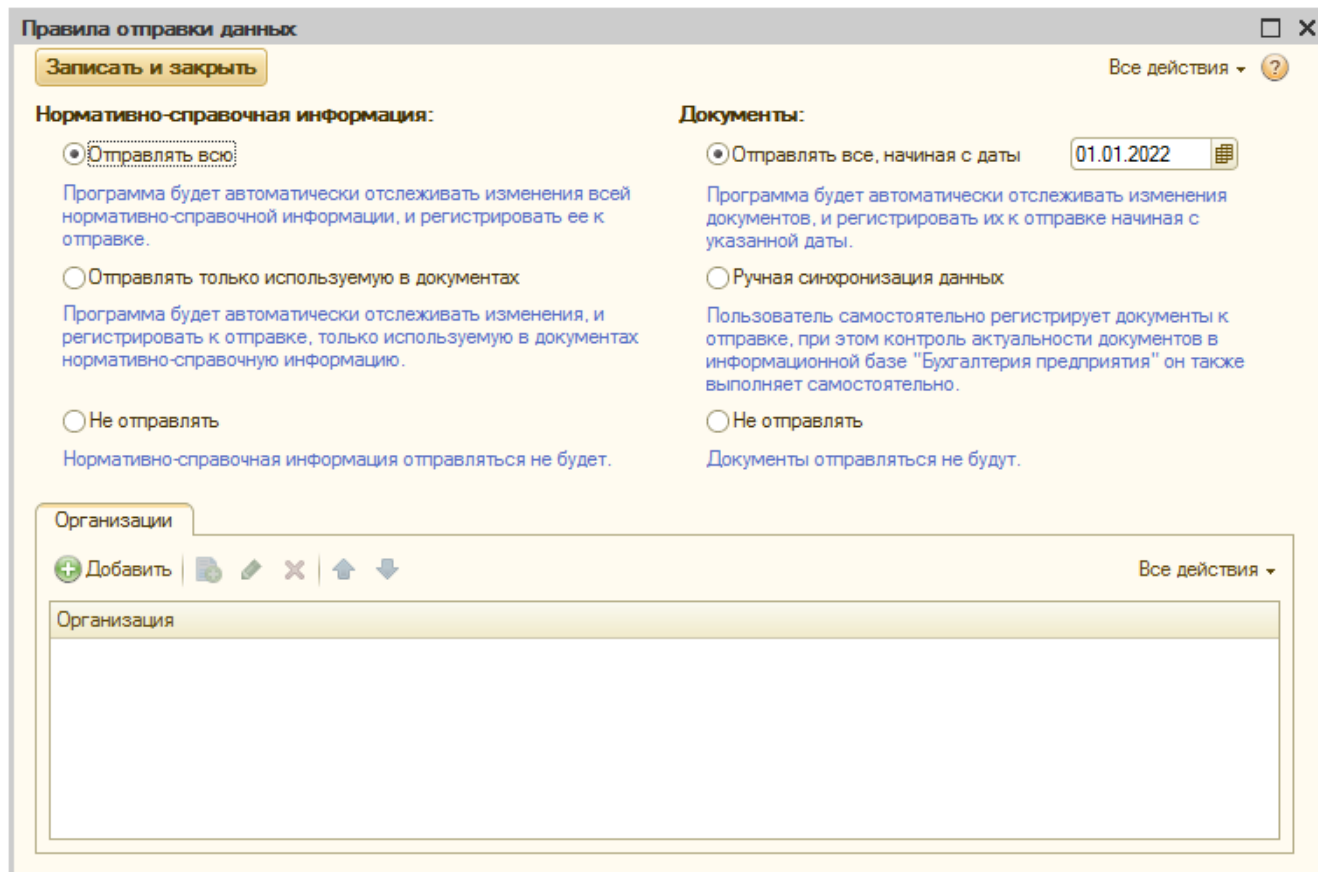 Правила отправки данных
Записать и закрыть
Все действия
?
Нормативно-справочная информация:
Отправлять всю
Программа будет автоматически отслеживать изменения всей
нормативно-справочной информации, и регистрировать ее к
отправке.
Отправлять только используемую в документах
Программа будет автоматически отслеживать изменения, и
регистрировать к отправке, только используемую в документах
нормативно-справочную информацию.
Не отправлять
Нормативно-справочная информация отправляться не будет.
Документы:
Отправлять все, начиная с даты 01.01.2022
Программа будет автоматически отслеживать изменения
документов, и регистрировать их к отправке начиная с
указанной даты.
Ручная синхронизация данных
Пользователь самостоятельно регистрирует документы к
отправке, при этом контроль актуальности документов в
информационной базе "Бухгалтерия предприятия" он также
выполняет самостоятельно.
Не отправлять
Документы отправляться не будут.
Организации
Добавить
Все действия
Организация